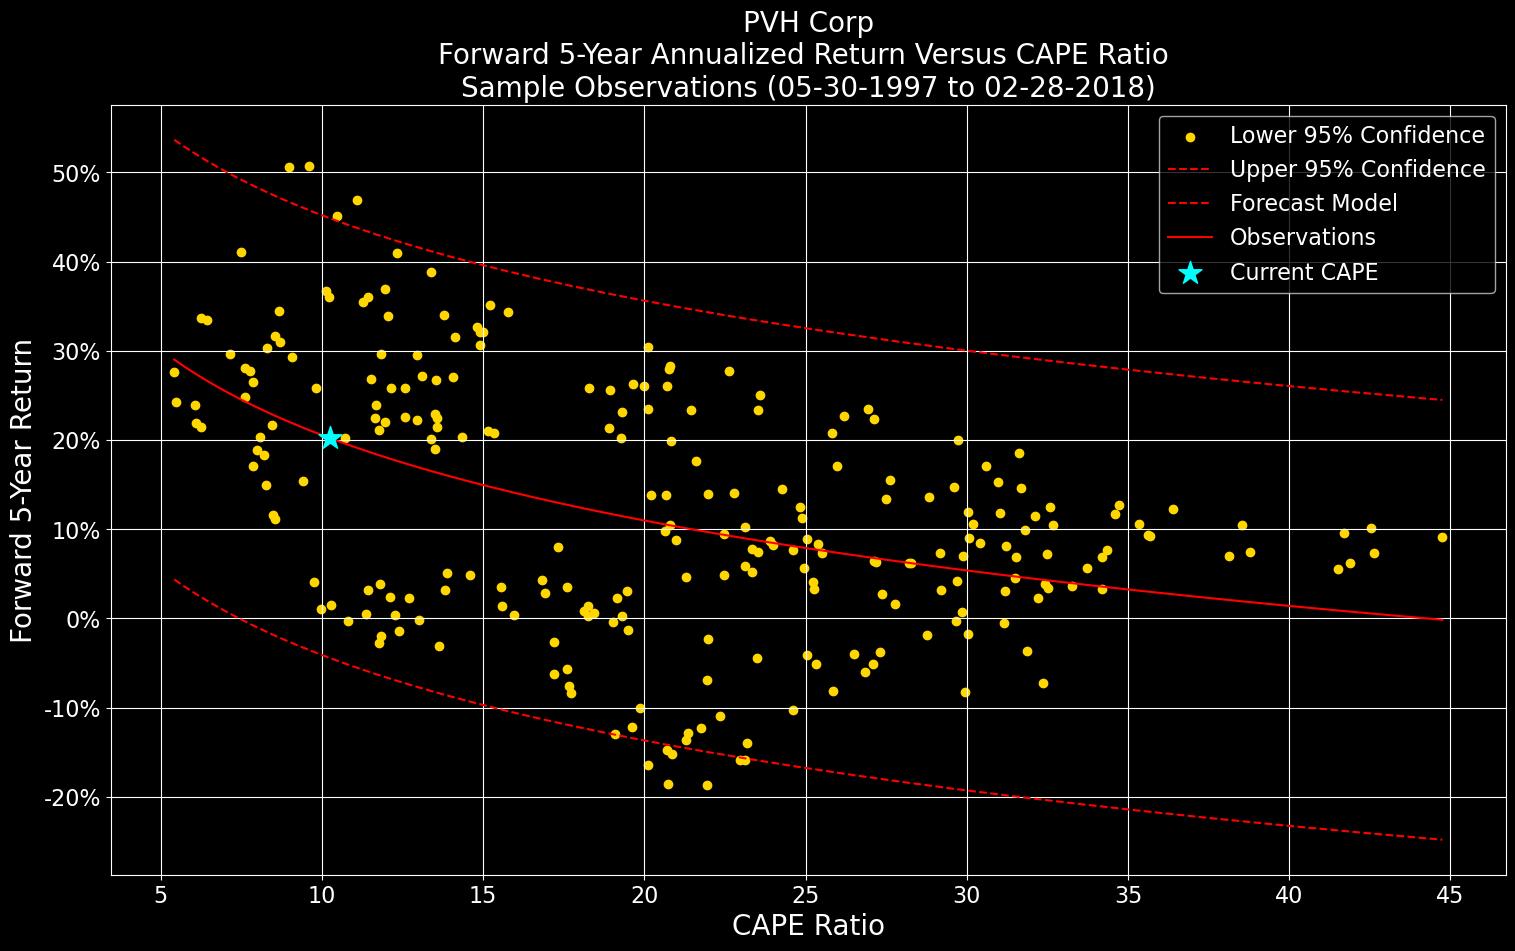 PVH Corp
Forward 5-Year Annualized Return Versus CAPE Ratio
Sample Observations (05-30-1997 to 02-28-2018)
Lower 95% Confidence
Upper 95% Confidence
Forecast Model
Observations
Current CAPE
Forward 5-Year Return
50%
40%
30%
20%
10%
0%
-10%
-20%
5 10 15 20 25 30 35 40 45
CAPE Ratio